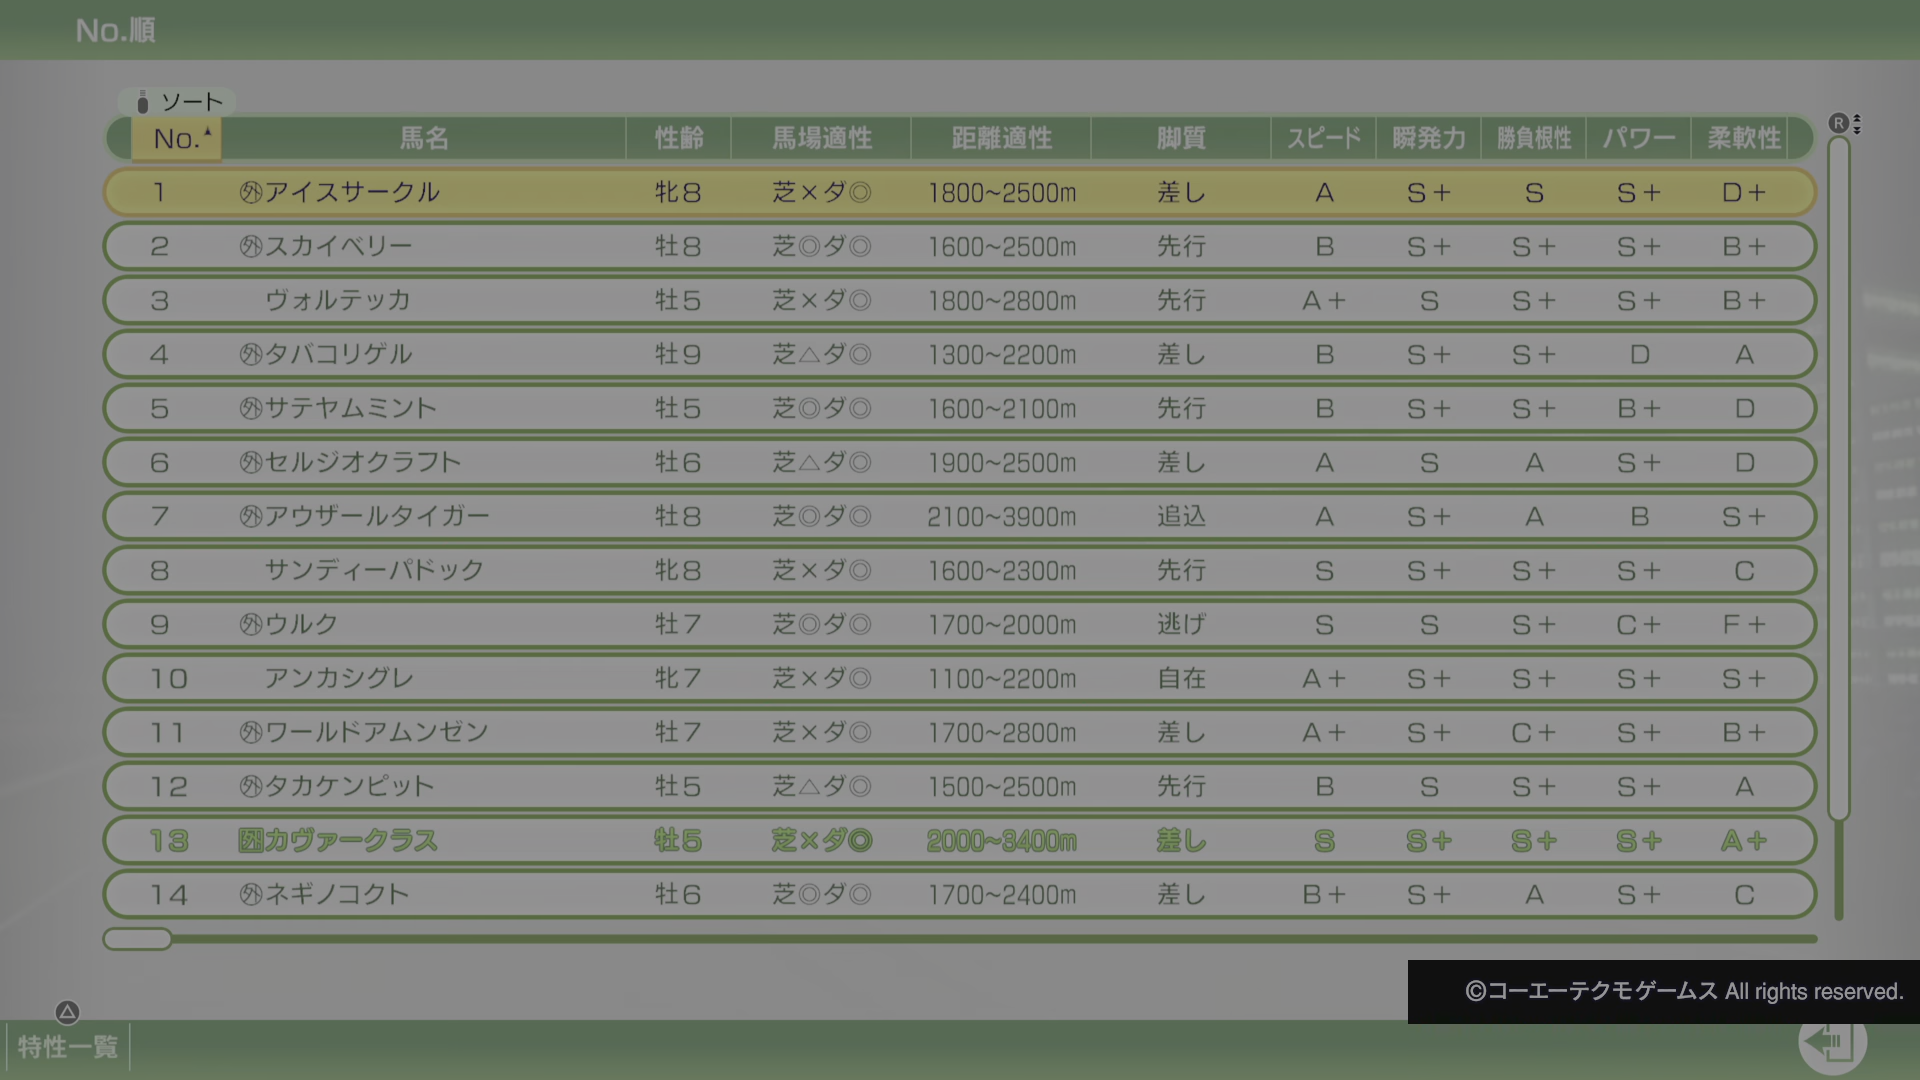 No.順
ソート
No. 馬名 性齢 馬場適性 距離適性 脚質 スピード 瞬発力 勝負根性 パワー 柔軟性
R
1 ㊕アイスサークル 牝8 芝×ダ◎ 1800~2500m 差し A S+ S S+ D+
2 外スカイベリー 牡8 芝◎ダ◎ 1600~2500m 先行 B S+ S+ S+ B+
3 ヴォルテッカ 牡5 芝×ダ◎ 1800~2800m 先行 A+ S S+ S+ B+
4 外タバコリゲル 牡9 芝△ダ◎ 1300~2200m 差し B S+ S+ D A
5 外サテヤムミント 牡5 芝◎ダ◎ 1600~2100m 先行 B S+ S+ B+ D
6 外セルジオクラフト 牡6 芝△ダ◎ 1900~2500m 差し A S A S+ D
7 外アウザールタイガー 牡8 芝◎ダ◎ 2100~3900m 追込 A S+ A B S+
8 サンディーパドック 牝8 芝×ダ◎ 1600~2300m 先行 S S+ S+ S+ C
9 外ウルク 牡7 芝◎ダ◎ 1700~2000m 逃げ S S S+ C+ F+
10 アンカシグレ 牝7 芝×ダ◎ 1100~2200m 自在 A+ S+ S+ S+ S+
11 外ワールドアムンゼン 牡7 芝×ダ◎ 1700~2800m 差し A+ S+ C+ S+ B+
12 外タカケンピット 牡5 芝△ダ◎ 1500~2500m 先行 B S S+ S+ A
13 外カヴァークラス 牡5 芝×ダ◎ 2000~3400m 差し S S+ S+ S+ A+
14 外ネギノコクト 牡6 芝◎ダ◎ 1700~2400m 差し B+ S+ A S+ C
©コーエーテクモゲームス All rights reserved.
特性一覧